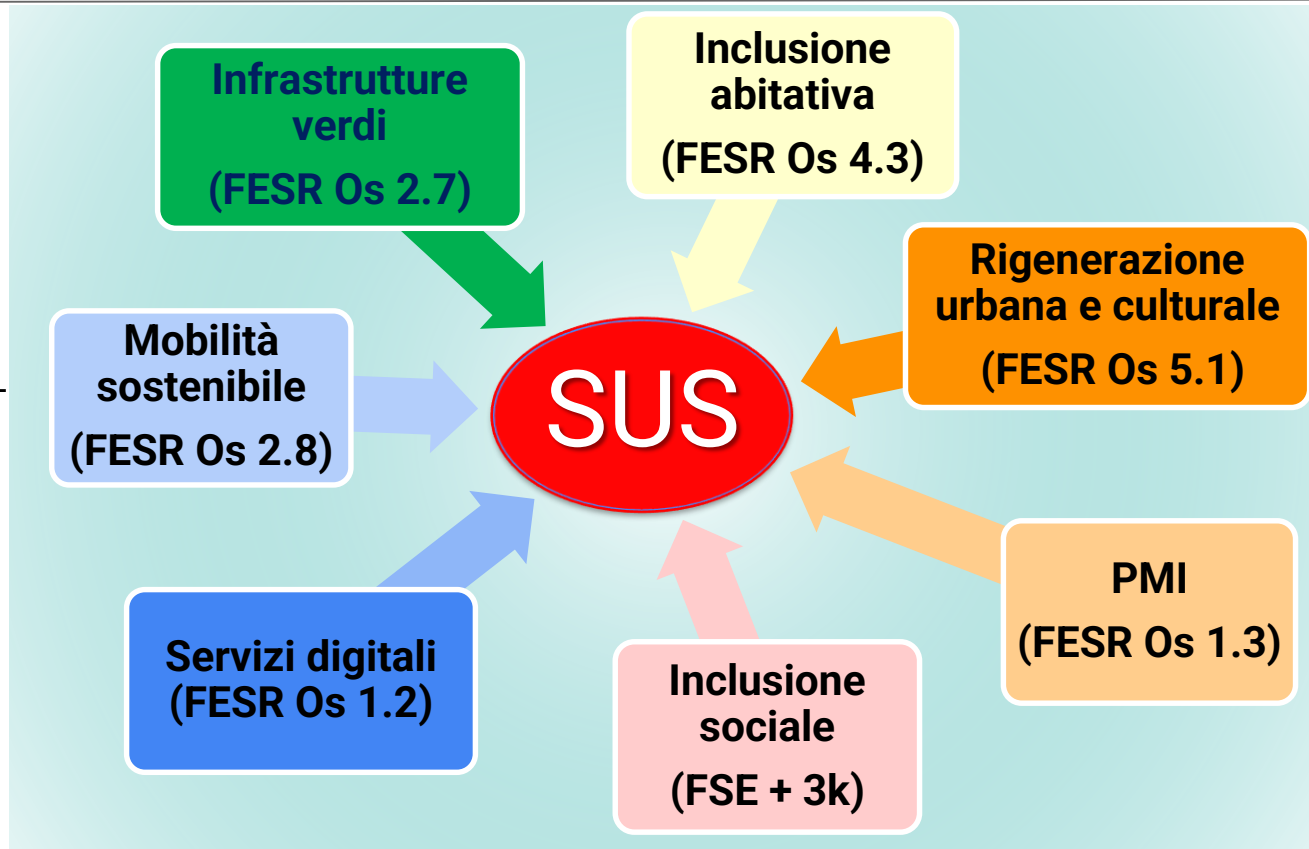 Infrastrutture
verdi
(FESR Os 2.7)
Inclusione
abitativa
(FESR Os 4.3)
Rigenerazione
urbana e culturale
(FESR Os 5.1)
Mobilità
sostenibile
(FESR Os 2.8)
SUS
PMI
(FESR Os 1.3)
Servizi digitali
(FESR Os 1.2)
Inclusione
sociale
(FSE + 3k)